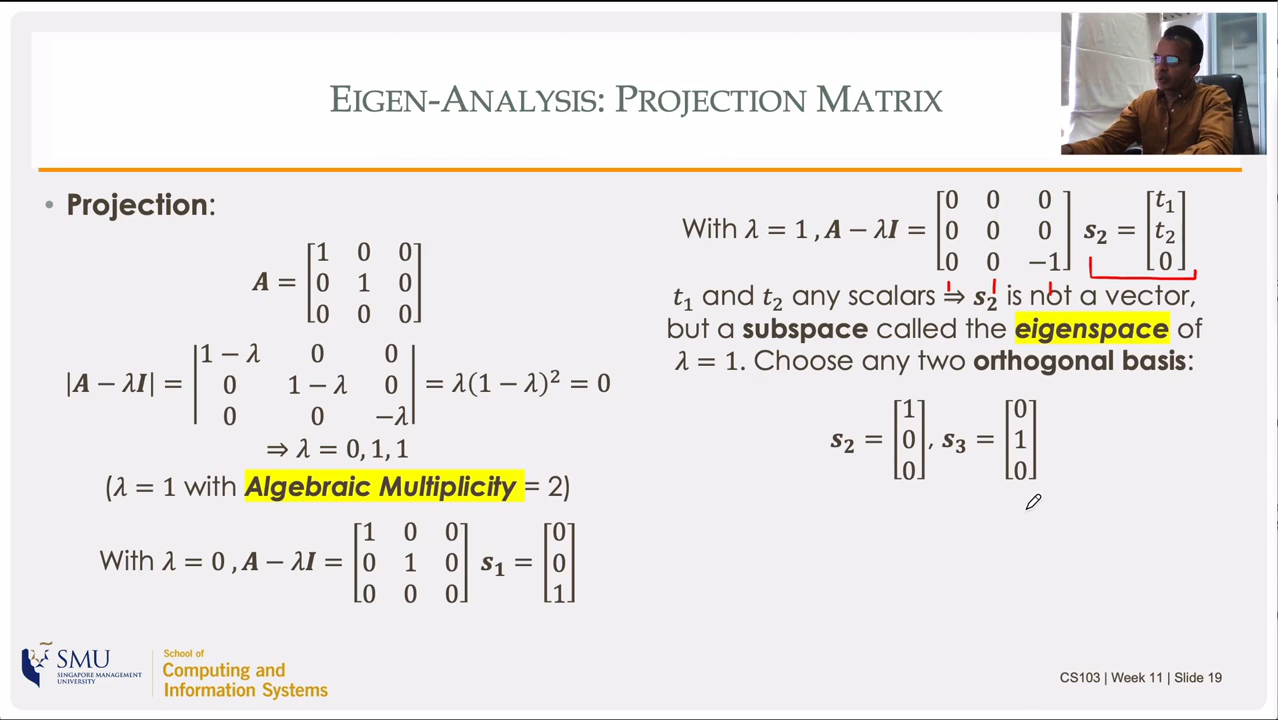 EIGEN-ANALYSIS: PROJECTION MATRIX
• Projection:
A = [1 0 0
0 1 0
0 0 0]
|A − λI| = |1 − λ 0 0
0 1 − λ 0
0 0 −λ| = λ(1 − λ)² = 0
⇒ λ = 0, 1, 1
(λ = 1 with Algebraic Multiplicity = 2)
With λ = 0 , A − λI = [1 0 0
0 1 0
0 0 0] s₁ = [0
0
1]
With λ = 1 , A − λI = [0 0 0
0 0 0
0 0 −1] s₂ = [t₁
t₂
0]
t₁ and t₂ any scalars ⇒ s₂ is not a vector,
but a subspace called the eigenspace of
λ = 1. Choose any two orthogonal basis:
s₂ = [1
0
0], s₃ = [0
1
0]
SMU
SINGAPORE MANAGEMENT
UNIVERSITY
School of
Computing and
Information Systems
CS103 | Week 11 | Slide 19